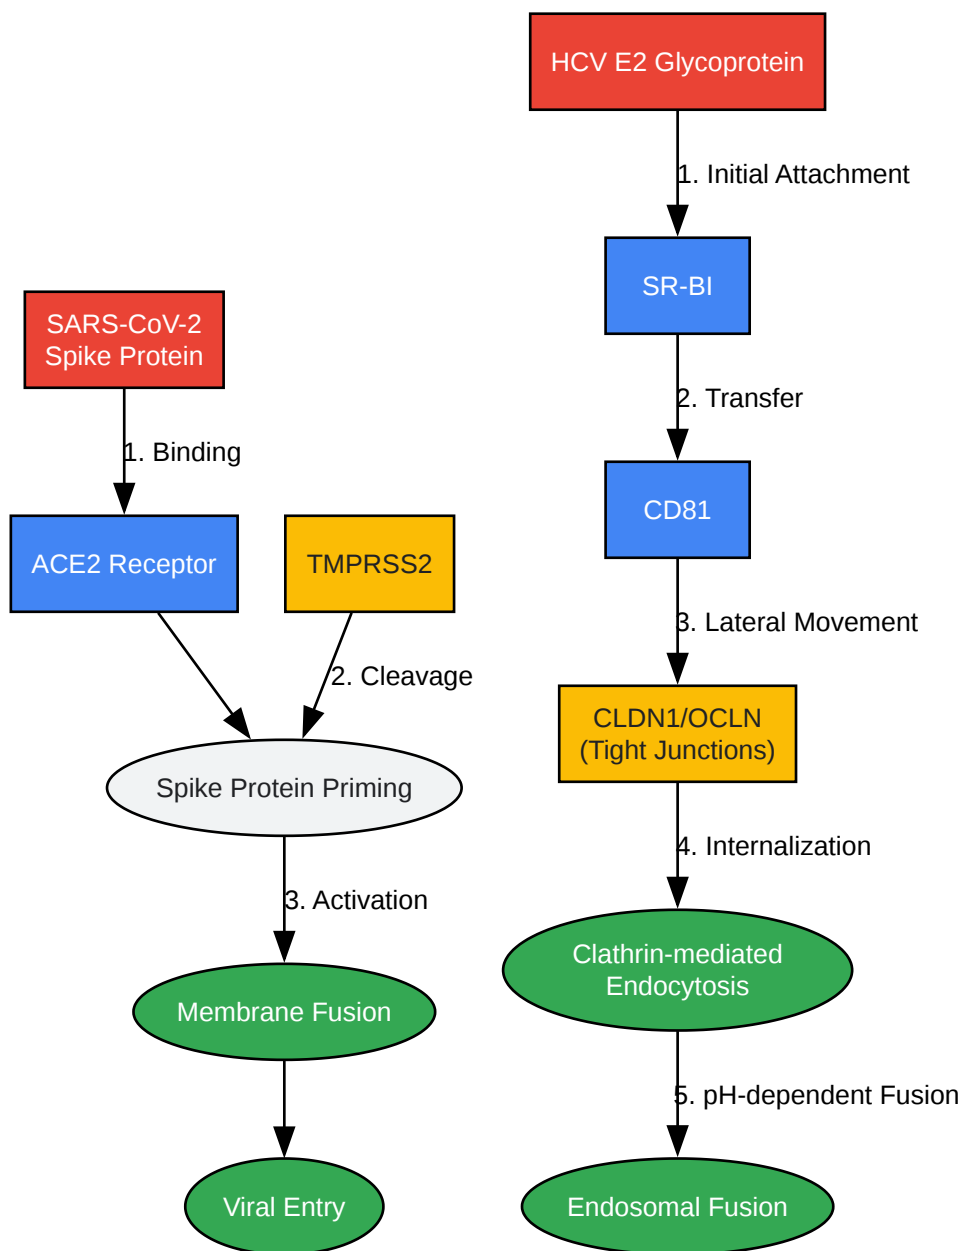 SARS-CoV-2
Spike Protein
1. Binding
ACE2 Receptor
TMPRSS2
2. Cleavage
Spike Protein Priming
3. Activation
Membrane Fusion
Viral Entry
HCV E2 Glycoprotein
1. Initial Attachment
SR-BI
2. Transfer
CD81
3. Lateral Movement
CLDN1/OCLN
(Tight Junctions)
4. Internalization
Clathrin-mediated
Endocytosis
5. pH-dependent Fusion
Endosomal Fusion